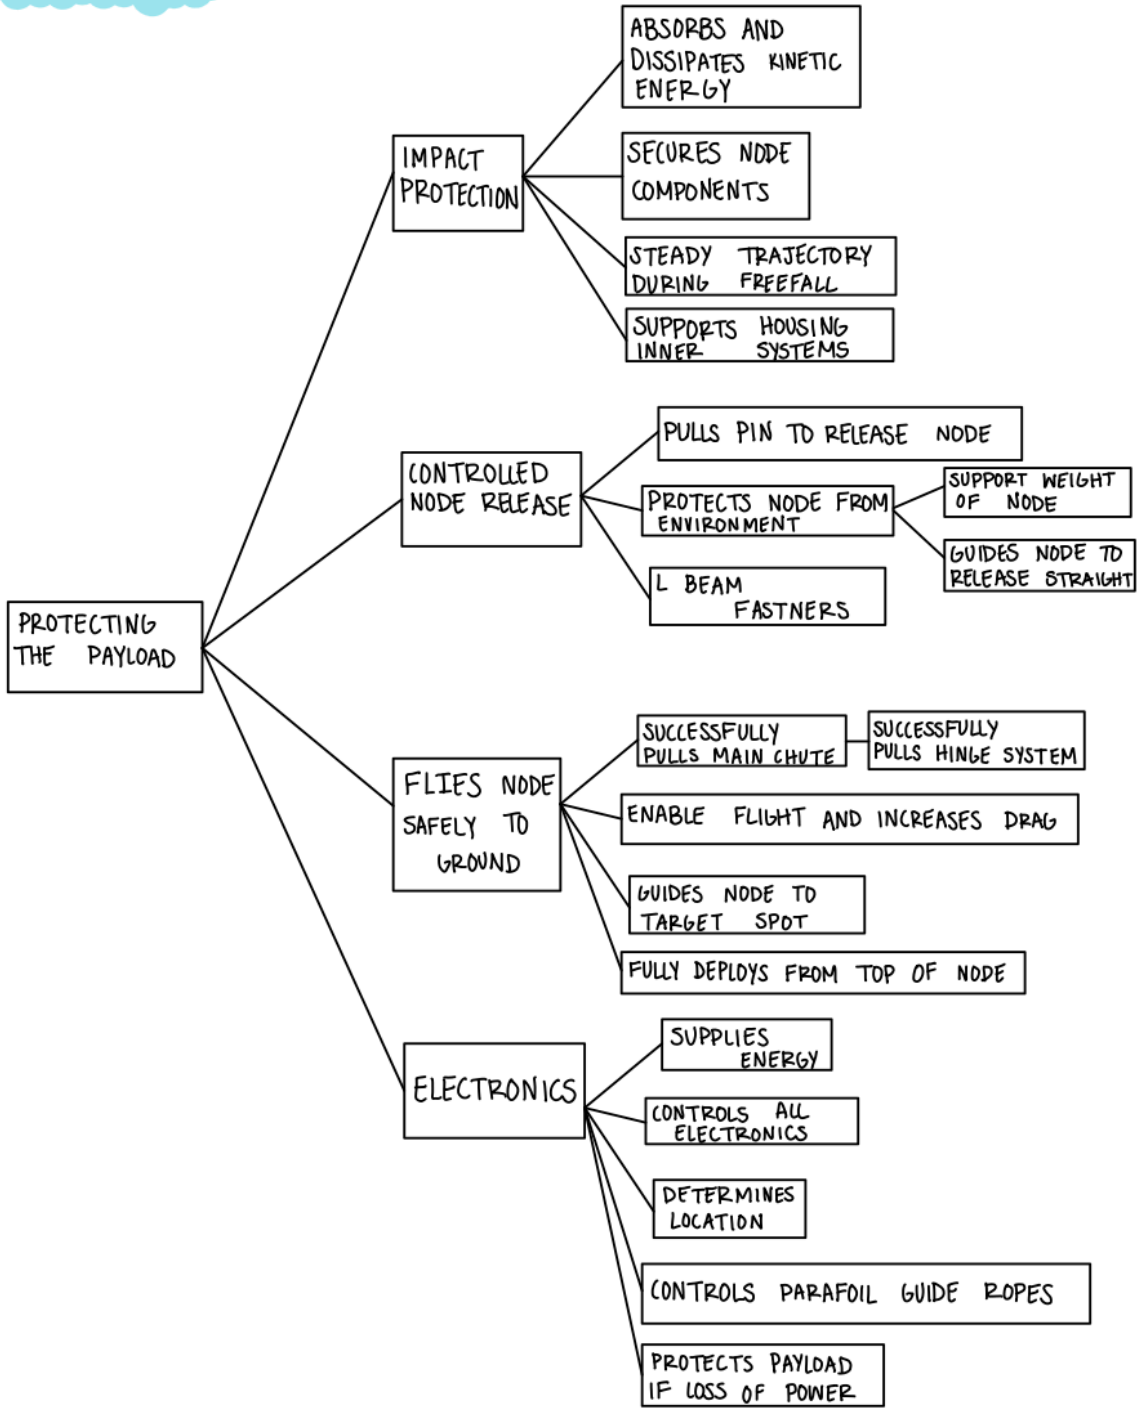 ABSORBS AND
DISSIPATES KINETIC
ENERGY
IMPACT
PROTECTION
SECURES NODE
COMPONENTS
STEADY TRAJECTORY
DURING FREEFALL
SUPPORTS HOUSING
INNER SYSTEMS
CONTROLLED
NODE RELEASE
PULLS PIN TO RELEASE NODE
PROTECTS NODE FROM
ENVIRONMENT
SUPPORT WEIGHT
OF NODE
GUIDES NODE TO
RELEASE STRAIGHT
L BEAM
FASTNERS
PROTECTING
THE PAYLOAD
FLIES NODE
SAFELY TO
GROUND
SUCCESSFULLY
PULLS MAIN CHUTE
SUCCESSFULLY
PULLS HINGE SYSTEM
ENABLE FLIGHT AND INCREASES DRAG
GUIDES NODE TO
TARGET SPOT
FULLY DEPLOYS FROM TOP OF NODE
ELECTRONICS
SUPPLIES
ENERGY
CONTROLS ALL
ELECTRONICS
DETERMINES
LOCATION
CONTROLS PARAFOIL GUIDE ROPES
PROTECTS PAYLOAD
IF LOSS OF POWER